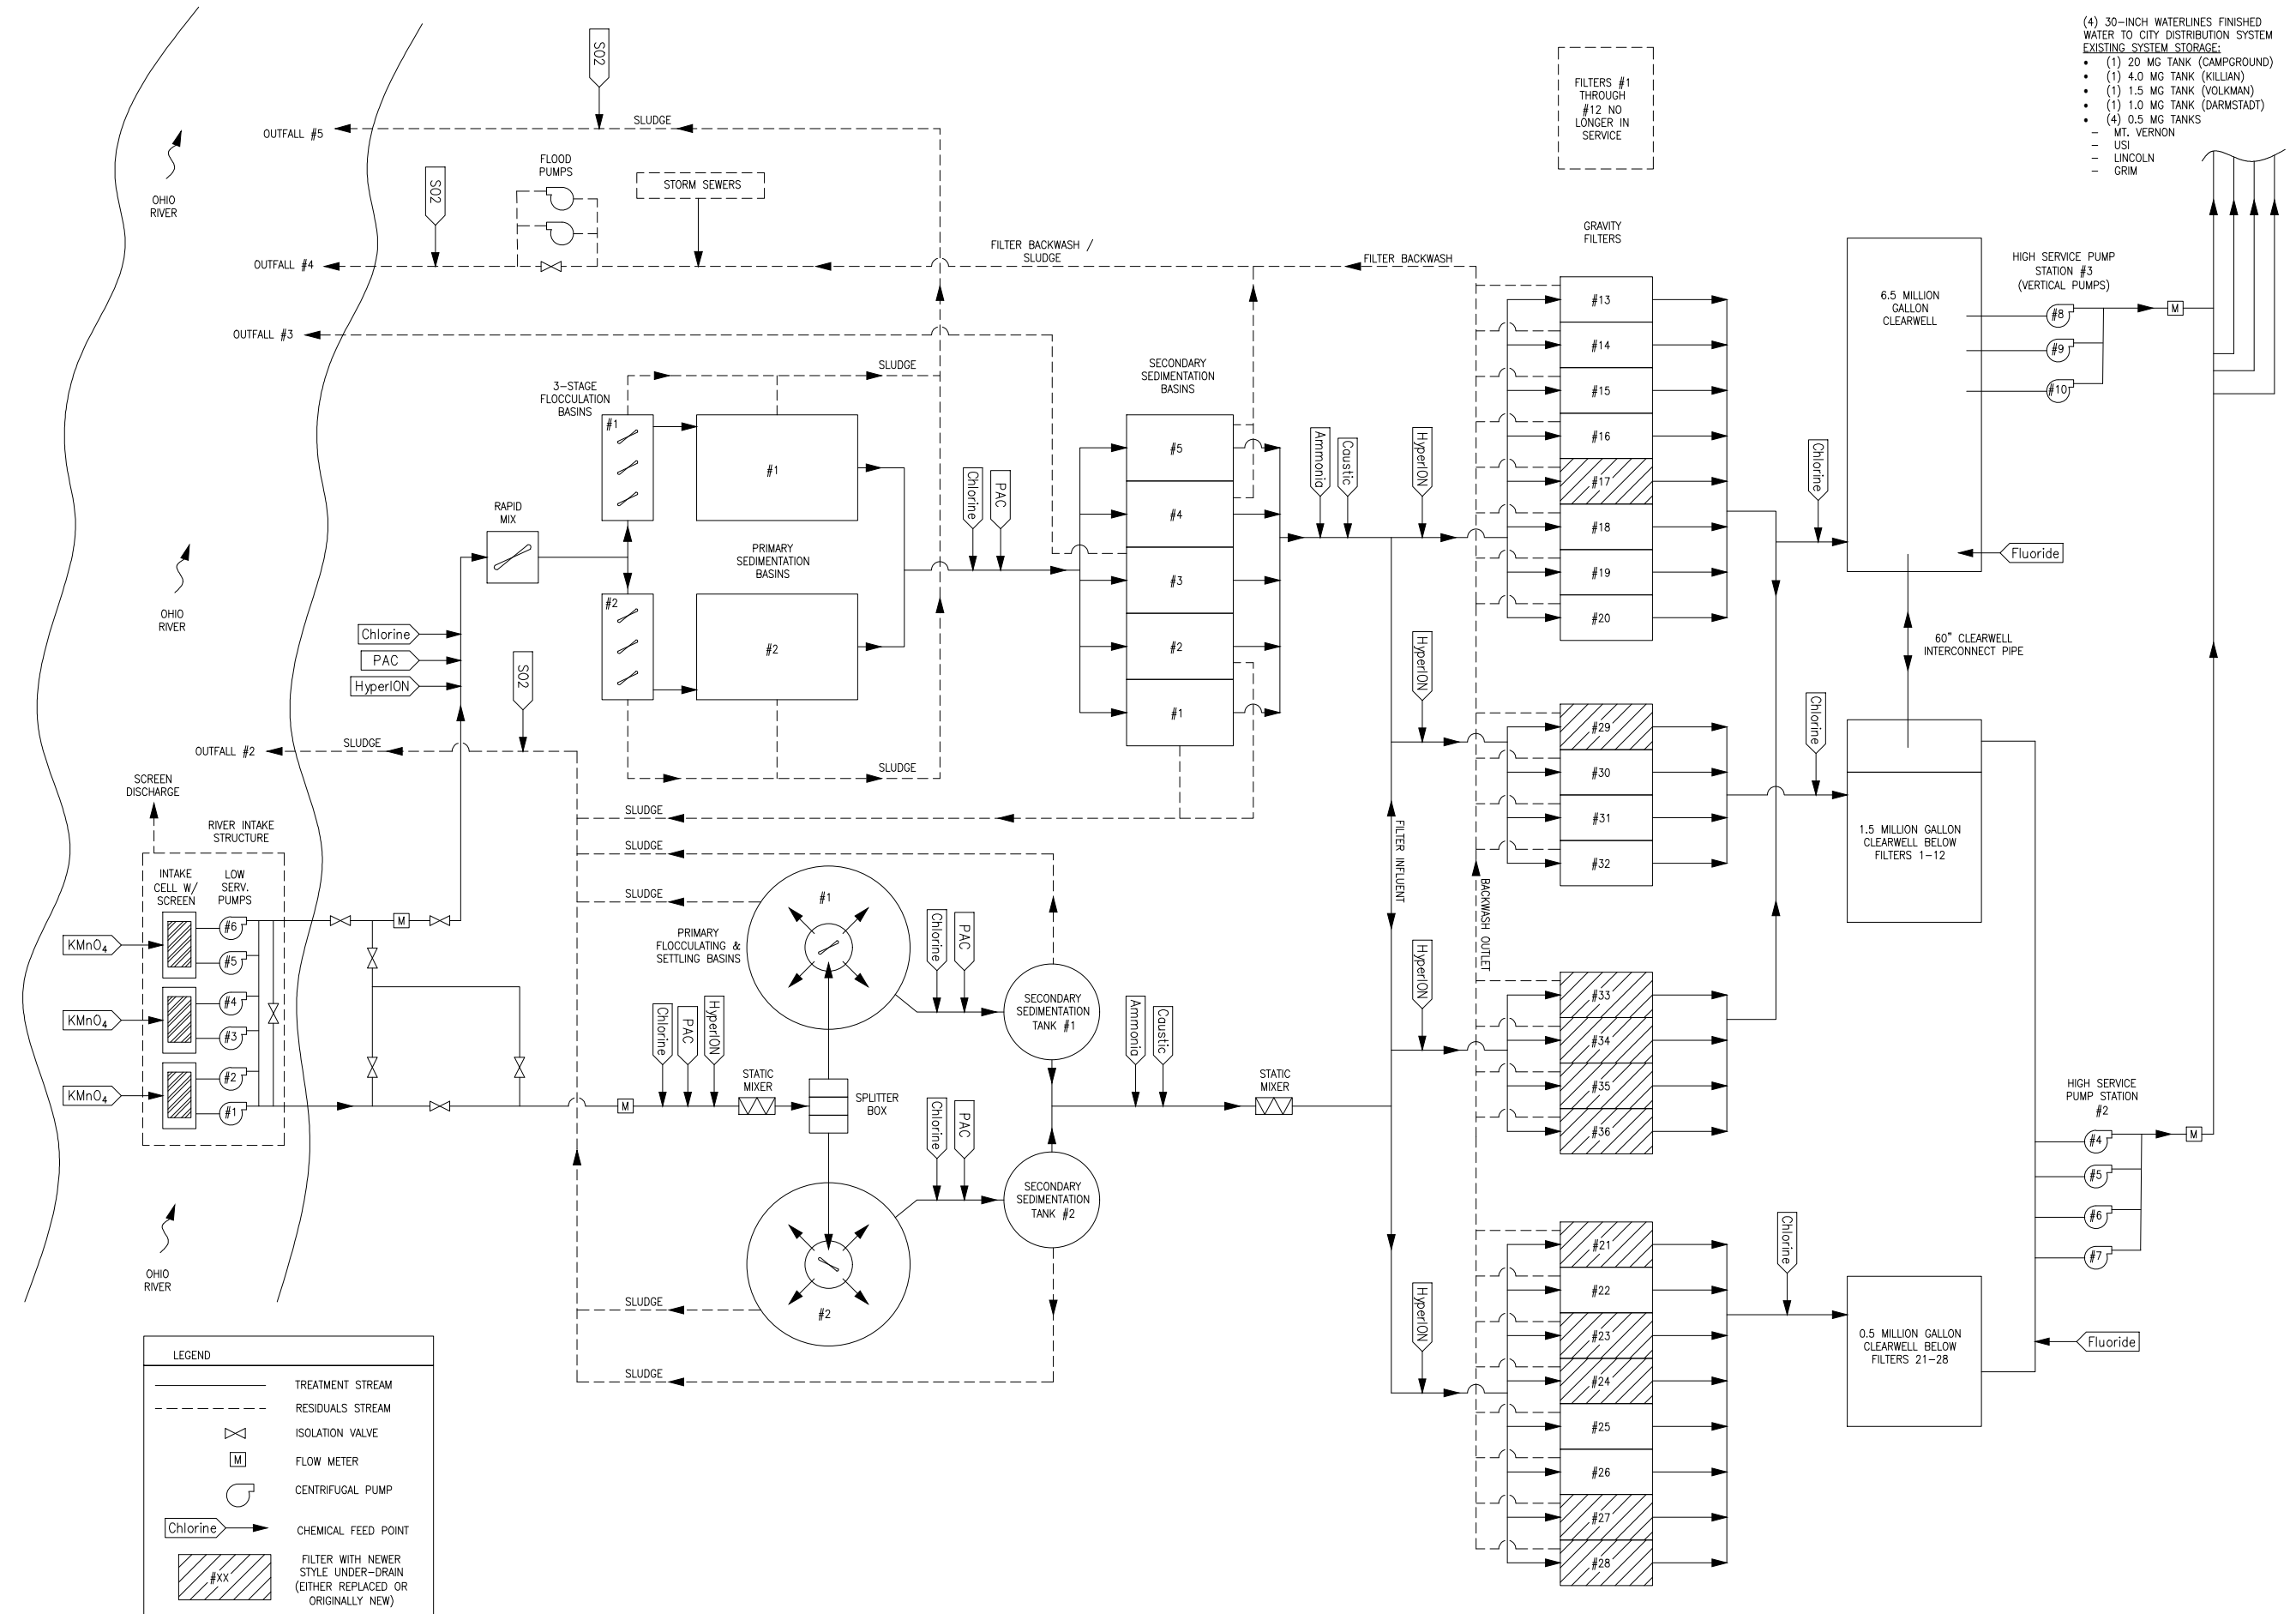 (4) 30-INCH WATERLINES FINISHED
WATER TO CITY DISTRIBUTION SYSTEM
EXISTING SYSTEM STORAGE:
• (1) 20 MG TANK (CAMPGROUND)
• (1) 4.0 MG TANK (KILLIAN)
• (1) 1.5 MG TANK (VOLKMAN)
• (1) 1.0 MG TANK (DARMSTADT)
• (4) 0.5 MG TANKS
– MT. VERNON
– USI
– LINCOLN
– GRIM
FILTERS #1
THROUGH
#12 NO
LONGER IN
SERVICE
SO2
OUTFALL #5
SLUDGE
FLOOD
PUMPS
STORM SEWERS
SO2
OHIO
RIVER
OUTFALL #4
FILTER BACKWASH /
SLUDGE
FILTER BACKWASH
GRAVITY
FILTERS
OUTFALL #3
3-STAGE
FLOCCULATION
BASINS
SLUDGE
#1
#1
RAPID
MIX
PRIMARY
SEDIMENTATION
BASINS
#2
#2
SLUDGE
Chlorine
PAC
HyperION
SO2
OHIO
RIVER
OUTFALL #2
SLUDGE
Chlorine
PAC
SECONDARY
SEDIMENTATION
BASINS
#5
#4
#3
#2
#1
Ammonia
Caustic
HyperION
#13
#14
#15
#16
#17
#18
#19
#20
Chlorine
6.5 MILLION
GALLON
CLEARWELL
Fluoride
HIGH SERVICE PUMP
STATION #3
(VERTICAL PUMPS)
#8
#9
#10
M
60" CLEARWELL
INTERCONNECT PIPE
HyperION
#29
#30
#31
#32
Chlorine
1.5 MILLION GALLON
CLEARWELL BELOW
FILTERS 1-12
FILTER INFLUENT
BACKWASH OUTLET
HyperION
#33
#34
#35
#36
HIGH SERVICE
PUMP STATION
#2
#4
#5
#6
#7
M
HyperION
#21
#22
#23
#24
#25
#26
#27
#28
Chlorine
0.5 MILLION GALLON
CLEARWELL BELOW
FILTERS 21-28
Fluoride
SCREEN
DISCHARGE
RIVER INTAKE
STRUCTURE
INTAKE
CELL W/
SCREEN
LOW
SERV.
PUMPS
KMnO4
KMnO4
KMnO4
#6
#5
#4
#3
#2
#1
M
M
SLUDGE
SLUDGE
SLUDGE
SLUDGE
SLUDGE
Chlorine
PAC
HyperION
STATIC
MIXER
SPLITTER
BOX
PRIMARY
FLOCCULATING &
SETTLING BASINS
#1
#2
Chlorine
PAC
Chlorine
PAC
SECONDARY
SEDIMENTATION
TANK #1
SECONDARY
SEDIMENTATION
TANK #2
Ammonia
Caustic
STATIC
MIXER
OHIO
RIVER
LEGEND
TREATMENT STREAM
RESIDUALS STREAM
ISOLATION VALVE
M FLOW METER
CENTRIFUGAL PUMP
Chlorine CHEMICAL FEED POINT
#XX
FILTER WITH NEWER
STYLE UNDER-DRAIN
(EITHER REPLACED OR
ORIGINALLY NEW)